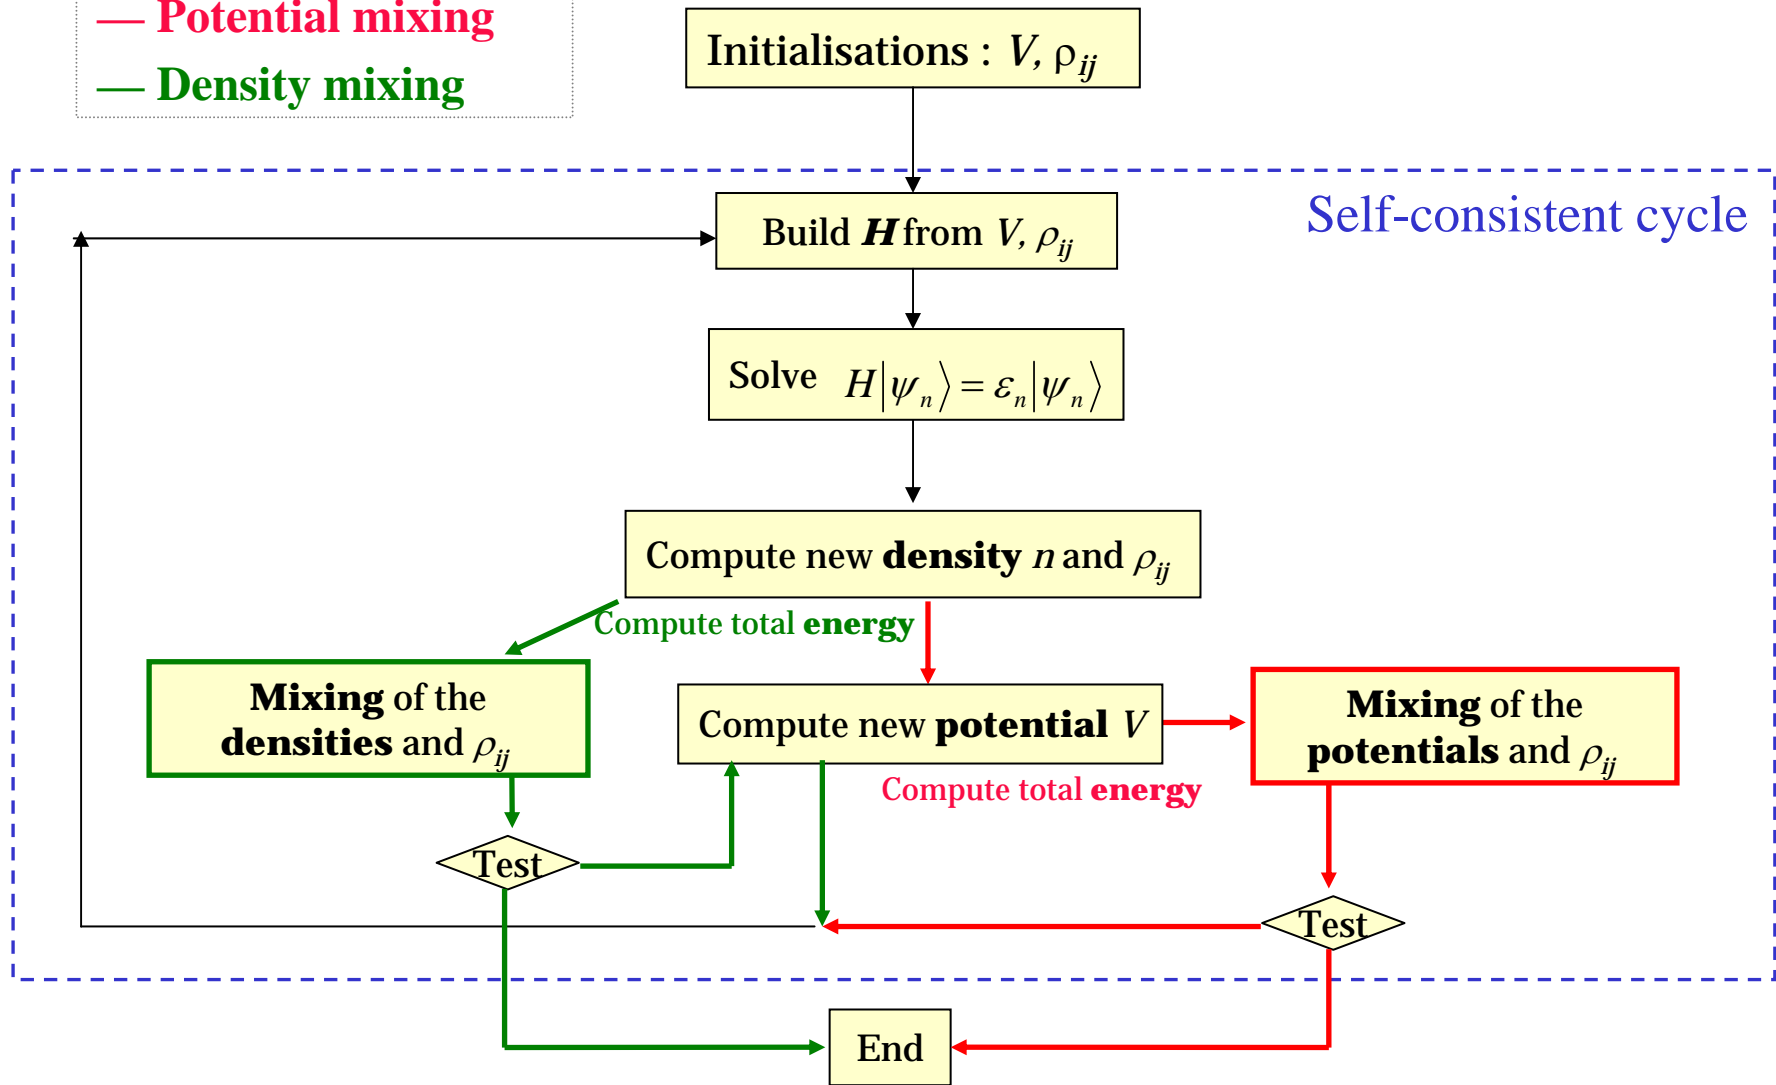 — Potential mixing
— Density mixing
Initialisations : V, ρij
Self-consistent cycle
Build H from V, ρij
Solve H|ψn⟩ = εn|ψn⟩
Compute new density n and ρij
Compute total energy
Mixing of the
densities and ρij
Compute new potential V
Mixing of the
potentials and ρij
Compute total energy
Test
Test
End